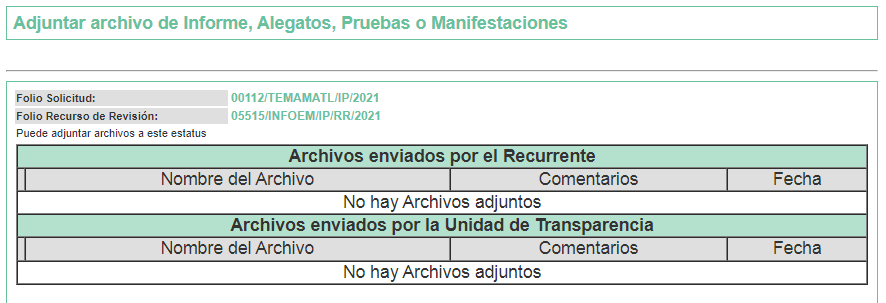 Adjuntar archivo de Informe, Alegatos, Pruebas o Manifestaciones
Folio Solicitud: 00112/TEMAMATL/IP/2021
Folio Recurso de Revisión: 05515/INFOEM/IP/RR/2021
Puede adjuntar archivos a este estatus
Archivos enviados por el Recurrente
Nombre del Archivo Comentarios Fecha
No hay Archivos adjuntos
Archivos enviados por la Unidad de Transparencia
Nombre del Archivo Comentarios Fecha
No hay Archivos adjuntos